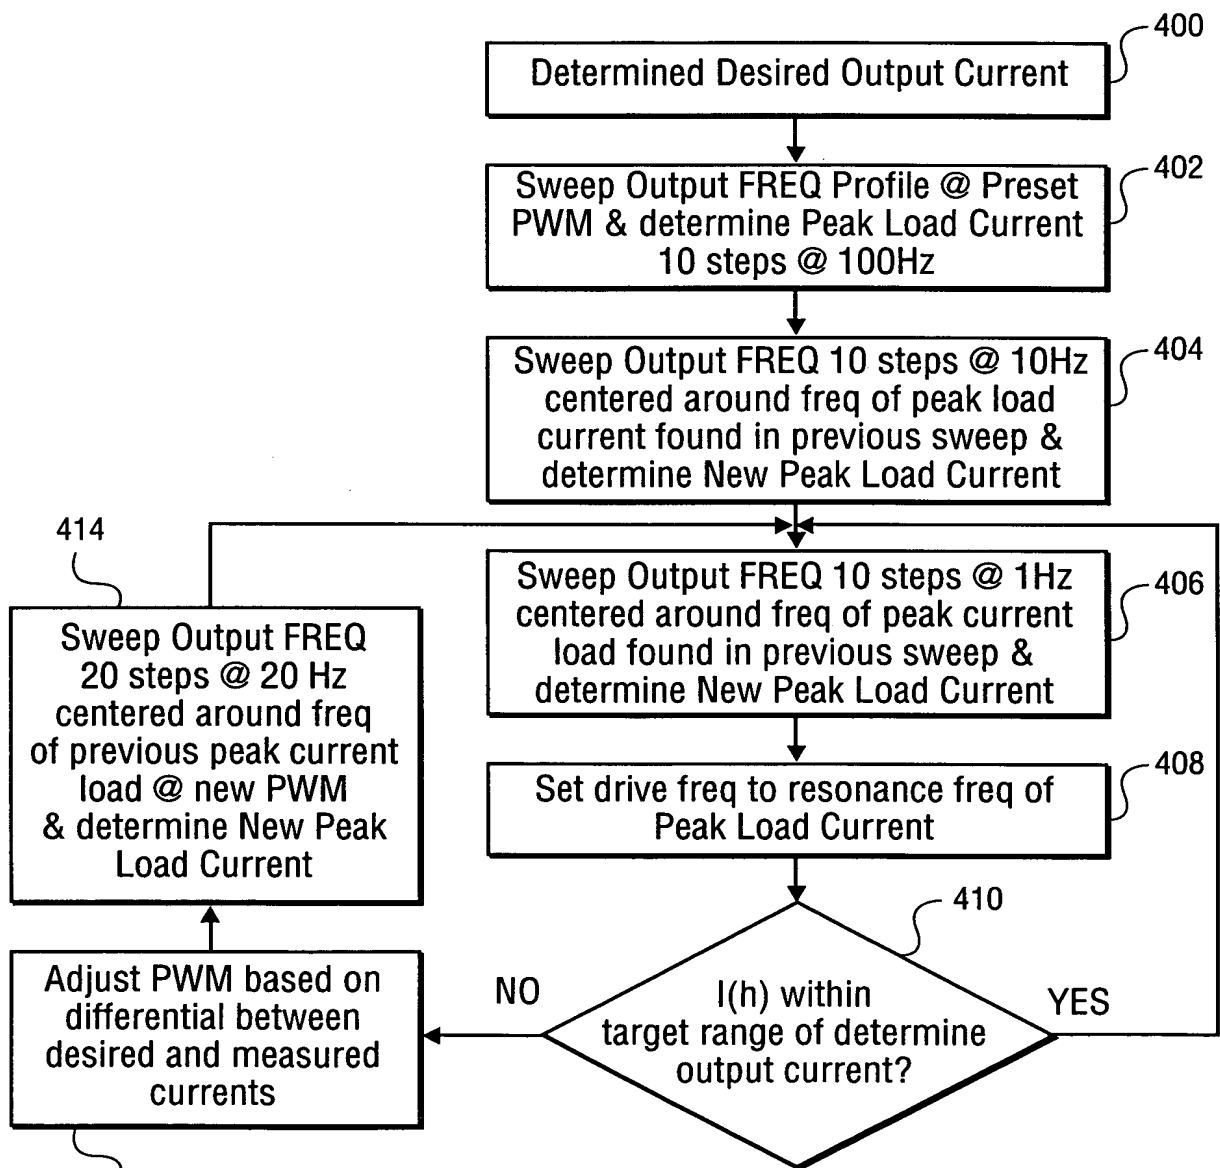 400
Determined Desired Output Current
402
Sweep Output FREQ Profile @ Preset
PWM & determine Peak Load Current
10 steps @ 100Hz
404
Sweep Output FREQ 10 steps @ 10Hz
centered around freq of peak load
current found in previous sweep &
determine New Peak Load Current
406
Sweep Output FREQ 10 steps @ 1Hz
centered around freq of peak current
load found in previous sweep &
determine New Peak Load Current
408
Set drive freq to resonance freq of
Peak Load Current
410
I(h) within
target range of determine
output current?
YES
NO
Adjust PWM based on
differential between
desired and measured
currents
414
Sweep Output FREQ
20 steps @ 20 Hz
centered around freq
of previous peak current
load @ new PWM
& determine New Peak
Load Current